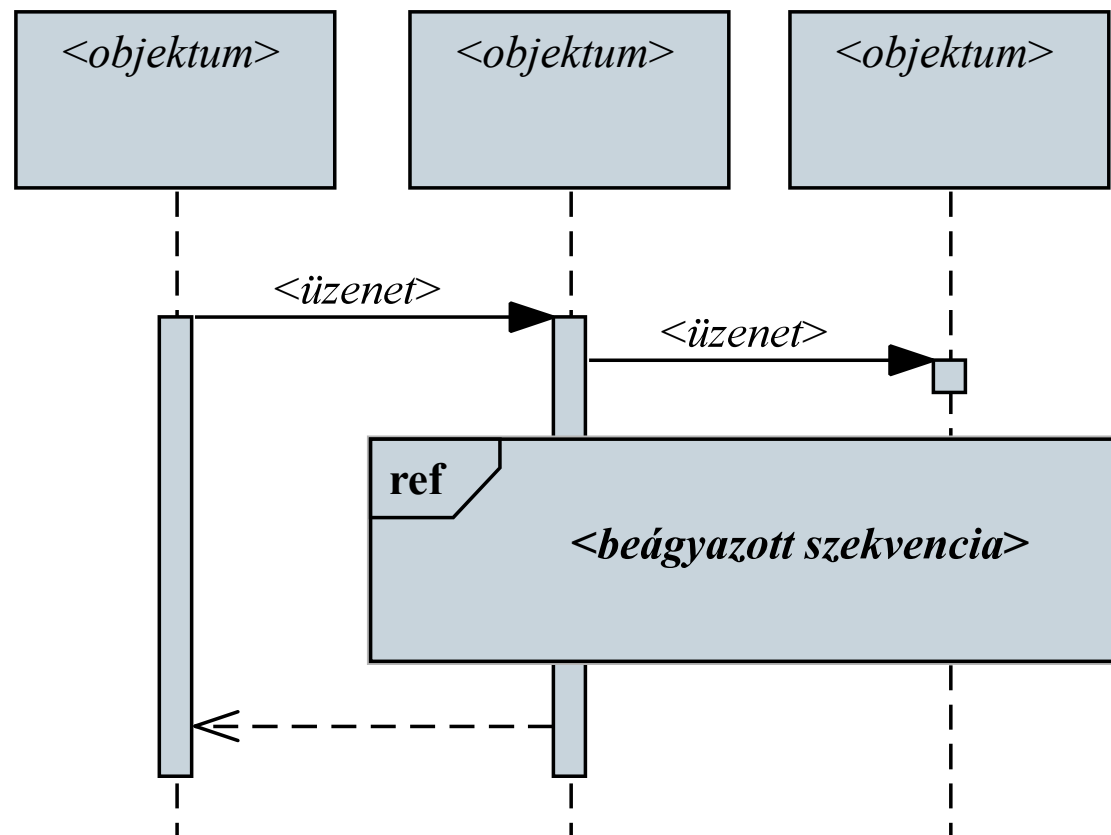 <objektum>
<objektum>
<objektum>
<üzenet>
<üzenet>
ref
<beágyazott szekvencia>